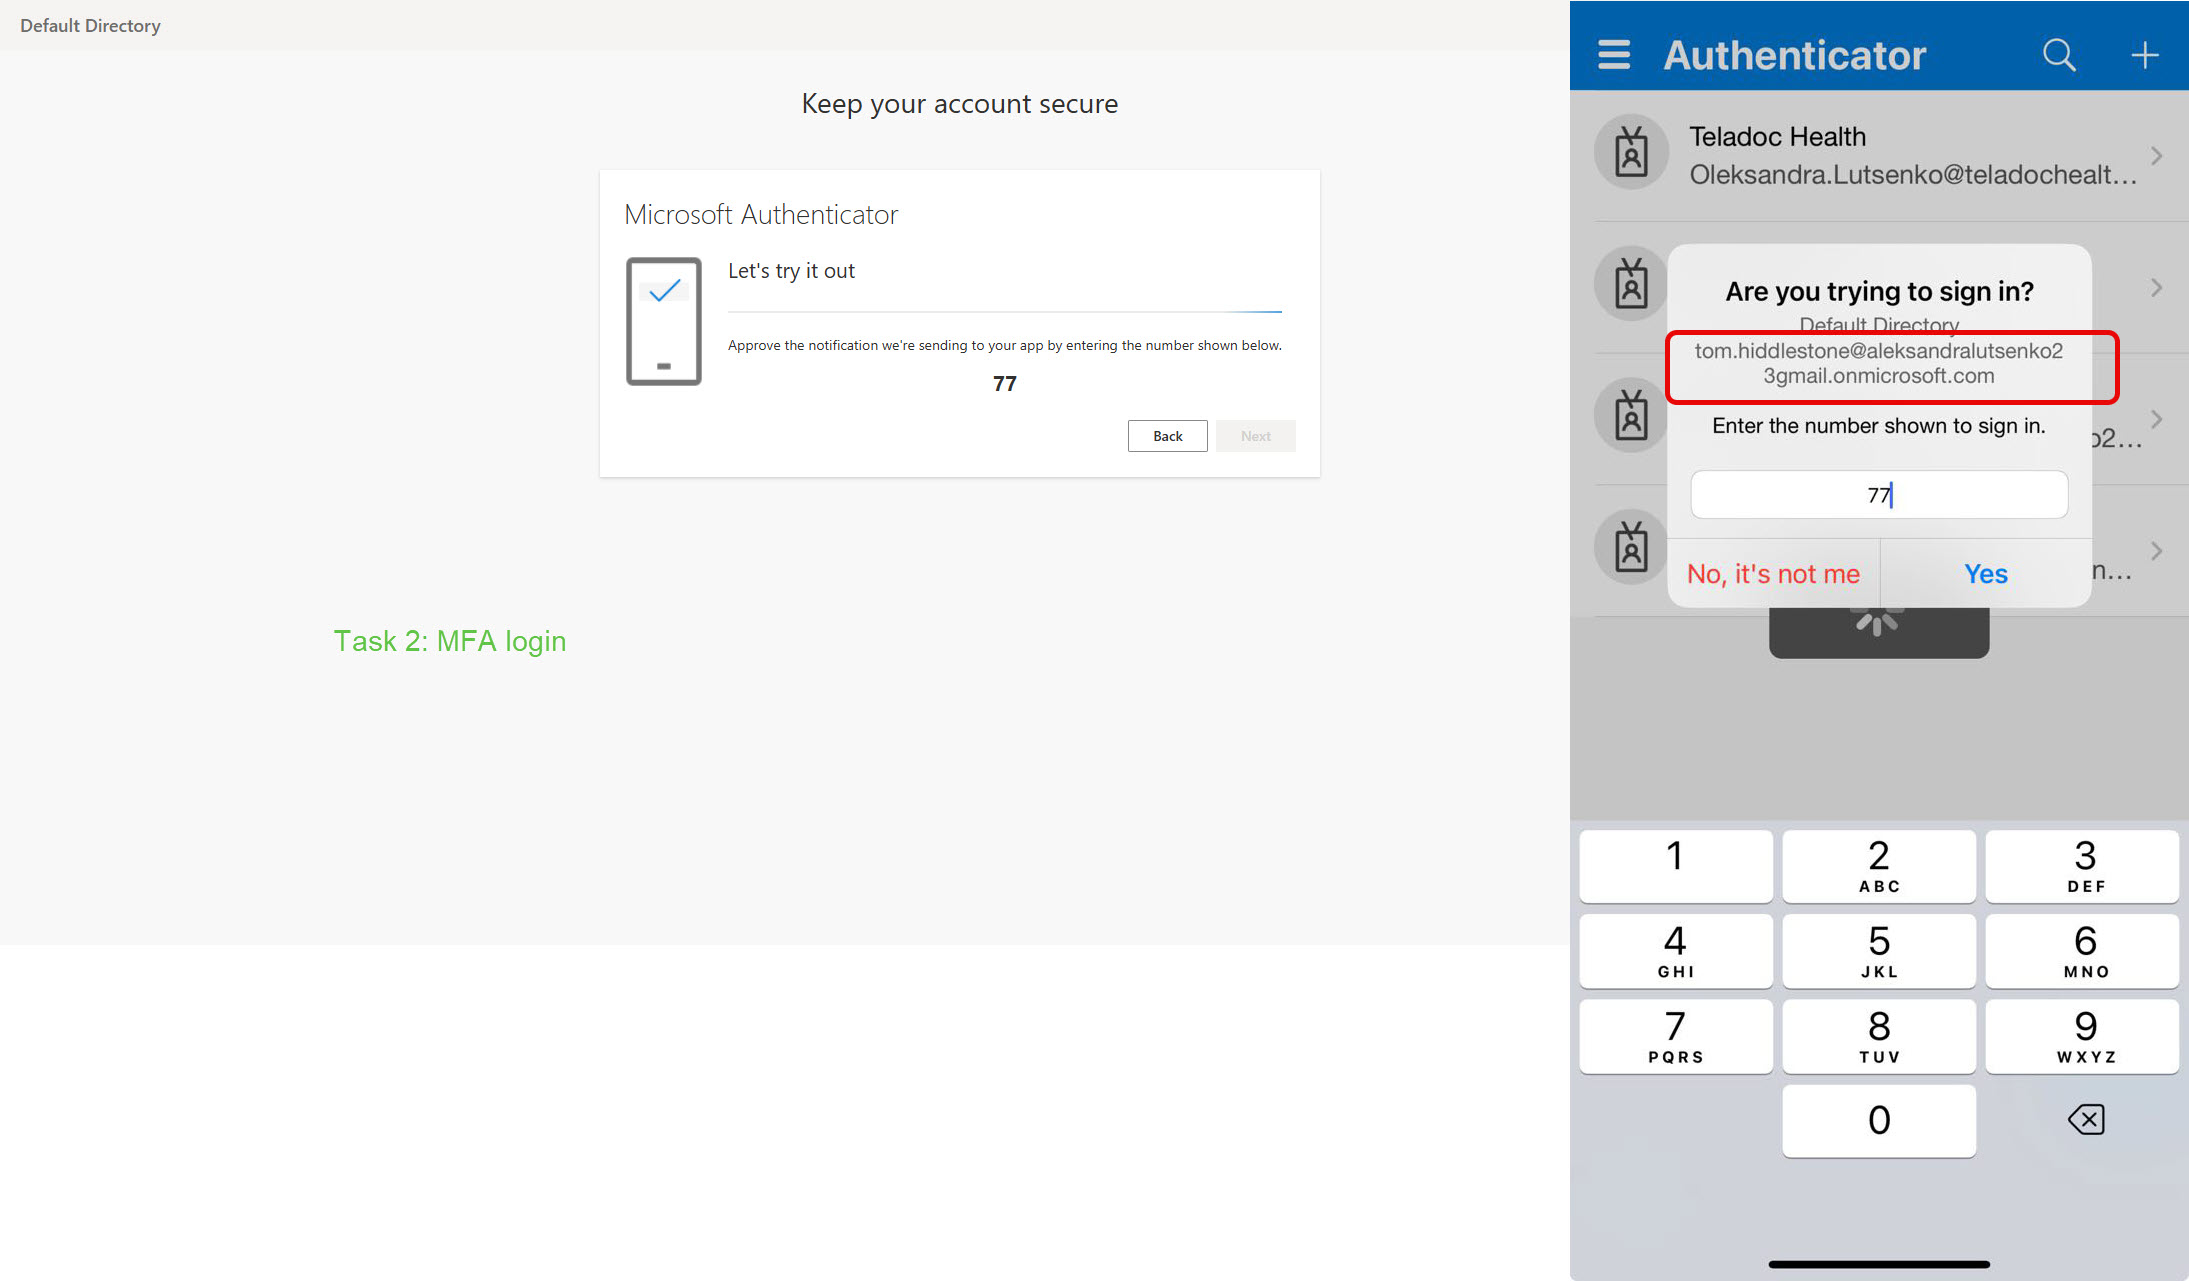 Default Directory
Keep your account secure
Microsoft Authenticator
Let's try it out
Approve the notification we're sending to your app by entering the number shown below.
77
Back
Next
Task 2: MFA login
Authenticator
Teladoc Health
Oleksandra.Lutsenko@teladochealt...
Are you trying to sign in?
Default Directory
tom.hiddlestone@aleksandralutsenko2
3gmail.onmicrosoft.com
o2...
Enter the number shown to sign in.
77
No, it's not me
Yes
n...
1
2
ABC
3
DEF
4
GHI
5
JKL
6
MNO
7
PQRS
8
TUV
9
WXYZ
0